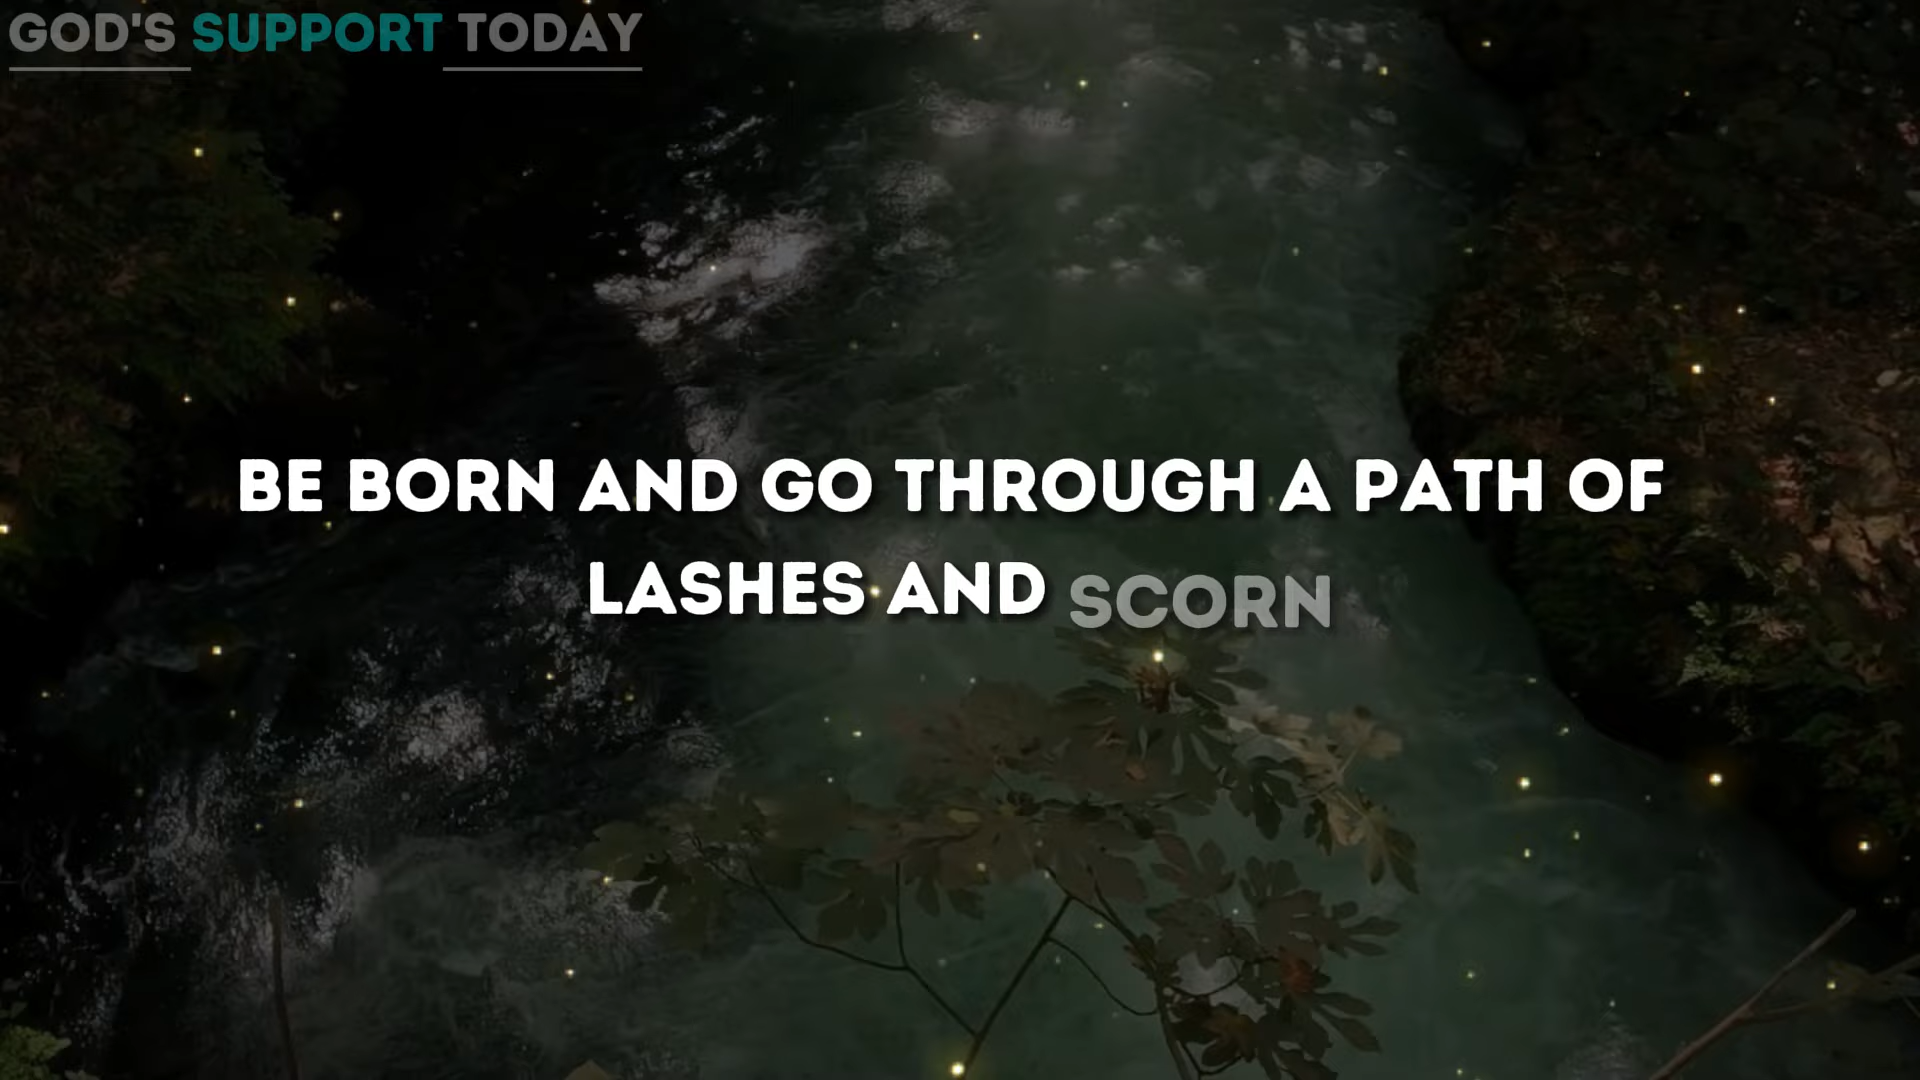 GOD'S SUPPORT TODAY
BE BORN AND GO THROUGH A PATH OF
LASHES AND SCORN